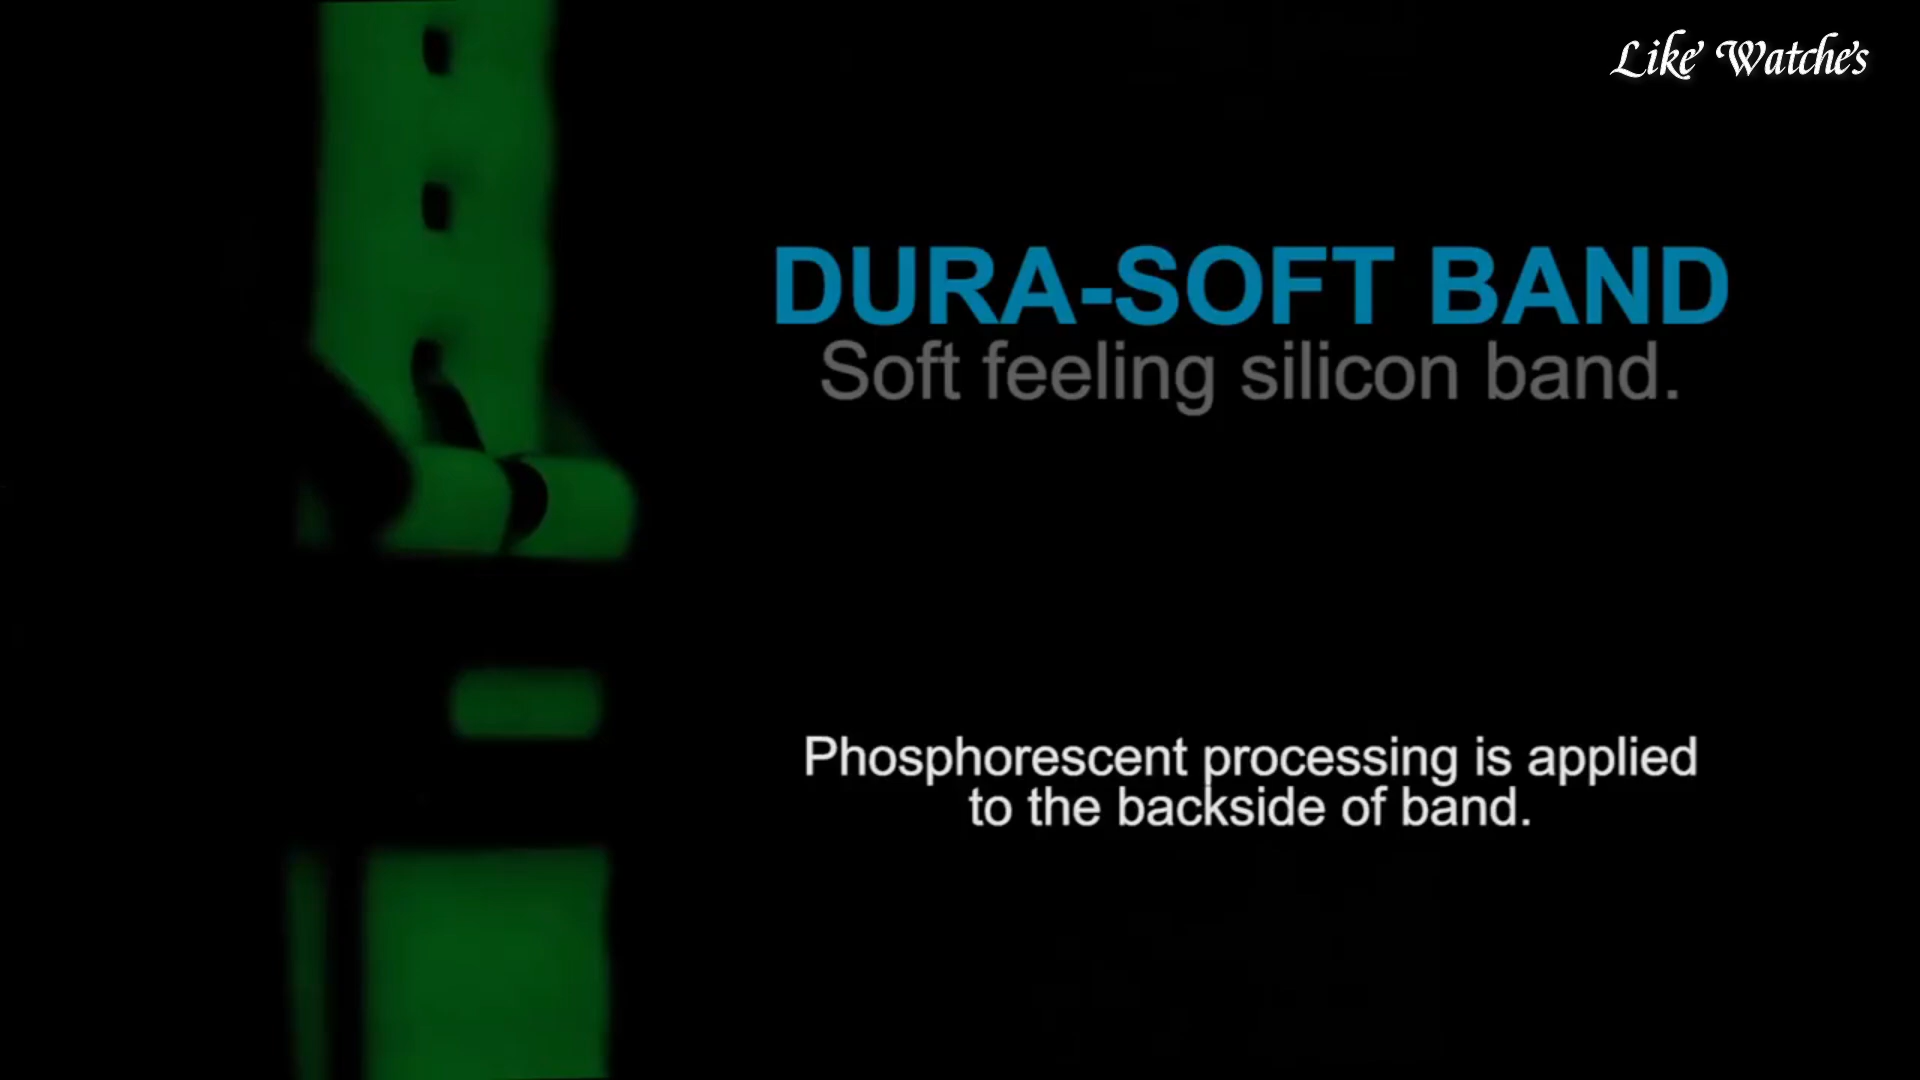 Like Watche's
DURA-SOFT BAND
Soft feeling silicon band.
Phosphorescent processing is applied
to the backside of band.